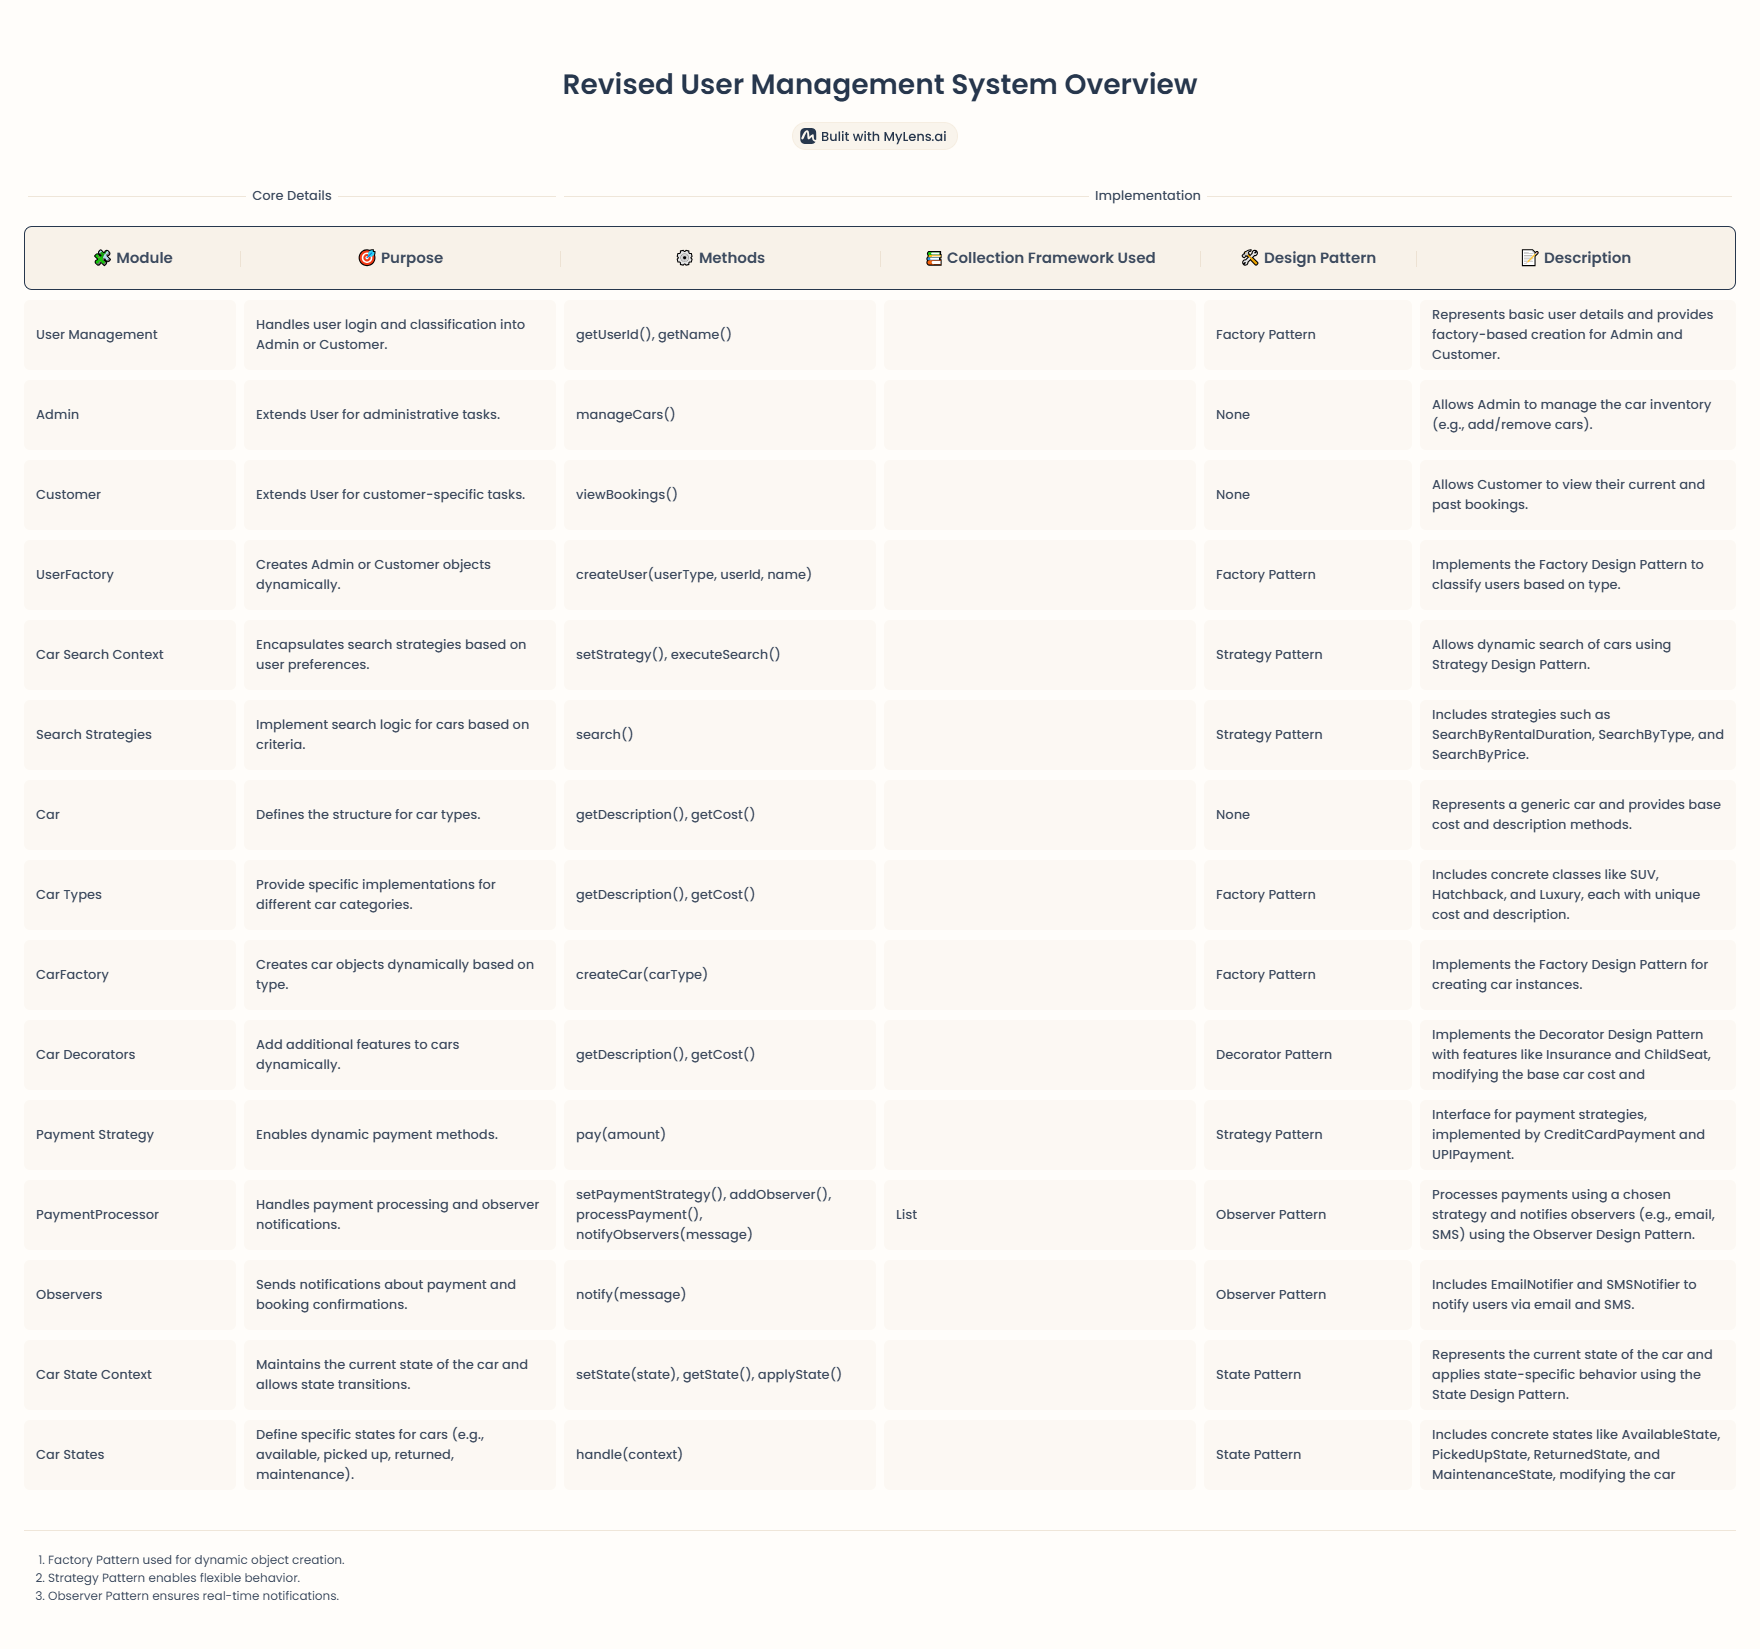 Revised User Management System Overview
Bulit with MyLens.ai
Core Details
Implementation
Module
Purpose
Methods
Collection Framework Used
Design Pattern
Description
User Management
Handles user login and classification into
Admin or Customer.
getUserId(), getName()
Factory Pattern
Represents basic user details and provides
factory-based creation for Admin and
Customer.
Admin
Extends User for administrative tasks.
manageCars()
None
Allows Admin to manage the car inventory
(e.g., add/remove cars).
Customer
Extends User for customer-specific tasks.
viewBookings()
None
Allows Customer to view their current and
past bookings.
UserFactory
Creates Admin or Customer objects
dynamically.
createUser(userType, userId, name)
Factory Pattern
Implements the Factory Design Pattern to
classify users based on type.
Car Search Context
Encapsulates search strategies based on
user preferences.
setStrategy(), executeSearch()
Strategy Pattern
Allows dynamic search of cars using
Strategy Design Pattern.
Search Strategies
Implement search logic for cars based on
criteria.
search()
Strategy Pattern
Includes strategies such as
SearchByRentalDuration, SearchByType, and
SearchByPrice.
Car
Defines the structure for car types.
getDescription(), getCost()
None
Represents a generic car and provides base
cost and description methods.
Car Types
Provide specific implementations for
different car categories.
getDescription(), getCost()
Factory Pattern
Includes concrete classes like SUV,
Hatchback, and Luxury, each with unique
cost and description.
CarFactory
Creates car objects dynamically based on
type.
createCar(carType)
Factory Pattern
Implements the Factory Design Pattern for
creating car instances.
Car Decorators
Add additional features to cars
dynamically.
getDescription(), getCost()
Decorator Pattern
Implements the Decorator Design Pattern
with features like Insurance and ChildSeat,
modifying the base car cost and
Payment Strategy
Enables dynamic payment methods.
pay(amount)
Strategy Pattern
Interface for payment strategies,
implemented by CreditCardPayment and
UPIPayment.
PaymentProcessor
Handles payment processing and observer
notifications.
setPaymentStrategy(), addObserver(),
processPayment(),
notifyObservers(message)
List
Observer Pattern
Processes payments using a chosen
strategy and notifies observers (e.g., email,
SMS) using the Observer Design Pattern.
Observers
Sends notifications about payment and
booking confirmations.
notify(message)
Observer Pattern
Includes EmailNotifier and SMSNotifier to
notify users via email and SMS.
Car State Context
Maintains the current state of the car and
allows state transitions.
setState(state), getState(), applyState()
State Pattern
Represents the current state of the car and
applies state-specific behavior using the
State Design Pattern.
Car States
Define specific states for cars (e.g.,
available, picked up, returned,
maintenance).
handle(context)
State Pattern
Includes concrete states like AvailableState,
PickedUpState, ReturnedState, and
MaintenanceState, modifying the car
1. Factory Pattern used for dynamic object creation.
2. Strategy Pattern enables flexible behavior.
3. Observer Pattern ensures real-time notifications.